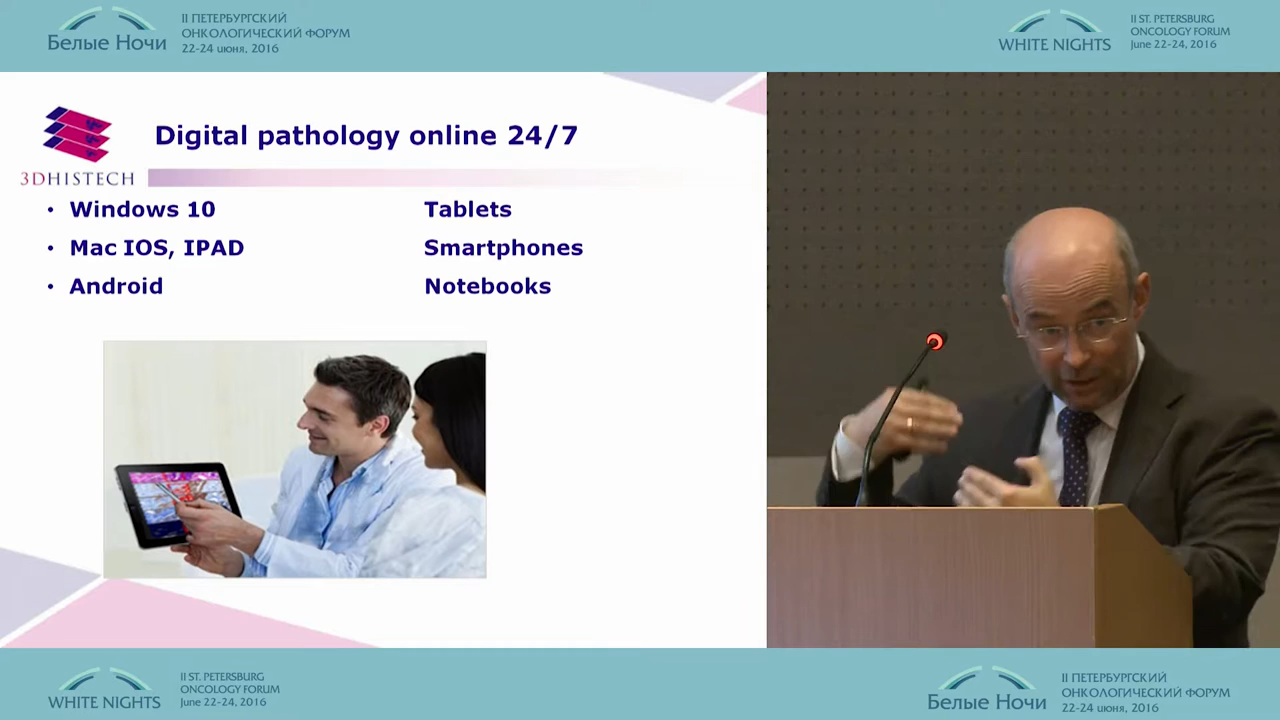 Белые Ночи
II ПЕТЕРБУРГСКИЙ
ОНКОЛОГИЧЕСКИЙ ФОРУМ
22-24 июня, 2016
WHITE NIGHTS
II ST. PETERSBURG
ONCOLOGY FORUM
June 22-24, 2016
3DHISTECH
Digital pathology online 24/7
• Windows 10 Tablets
• Mac IOS, IPAD Smartphones
• Android Notebooks
WHITE NIGHTS
II ST. PETERSBURG
ONCOLOGY FORUM
June 22-24, 2016
Белые Ночи
II ПЕТЕРБУРГСКИЙ
ОНКОЛОГИЧЕСКИЙ ФОРУМ
22-24 июня, 2016